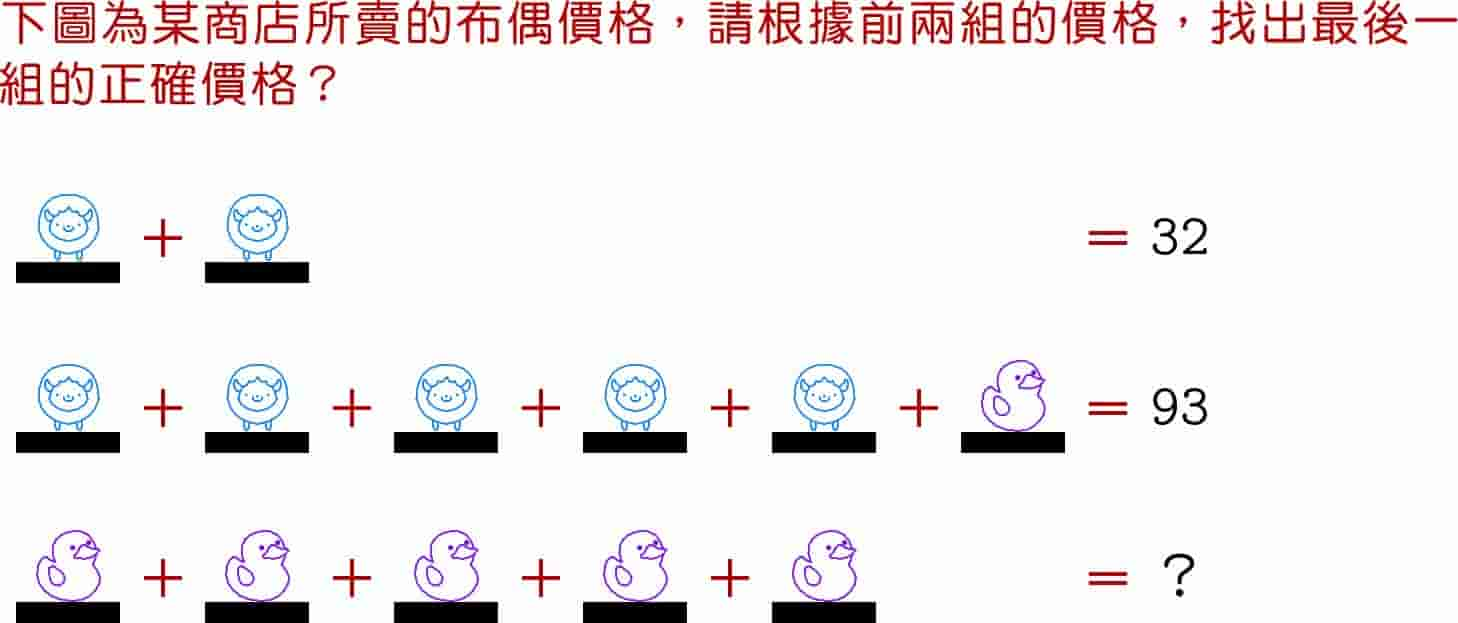 下圖為某商店所賣的布偶價格，請根據前兩組的價格，找出最後一
組的正確價格？
+ = 32
+ + + + + = 93
+ + + + = ?